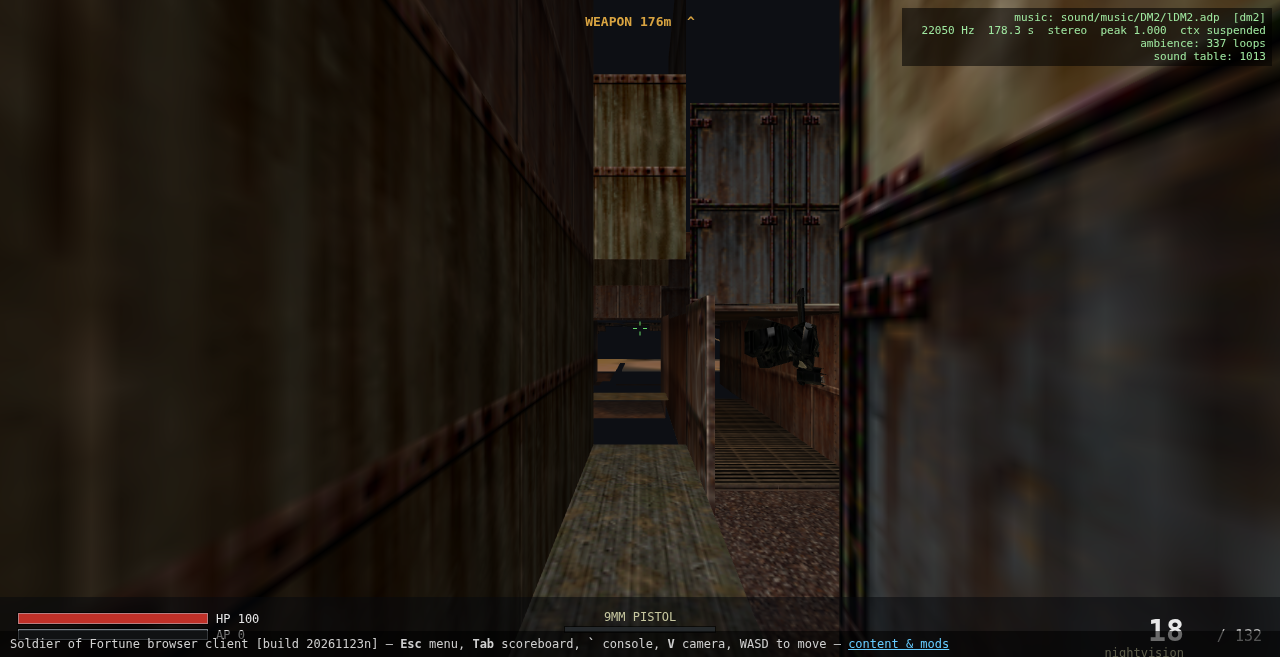 WEAPON 176m ^
music: sound/music/DM2/lDM2.adp [dm2]
22050 Hz 178.3 s stereo peak 1.000 ctx suspended
ambience: 337 loops
sound table: 1013
HP 100
AP 0
9MM PISTOL
18 / 132
nightvision
Soldier of Fortune browser client [build 20261123n] — Esc menu, Tab scoreboard, ` console, V camera, WASD to move — content & mods